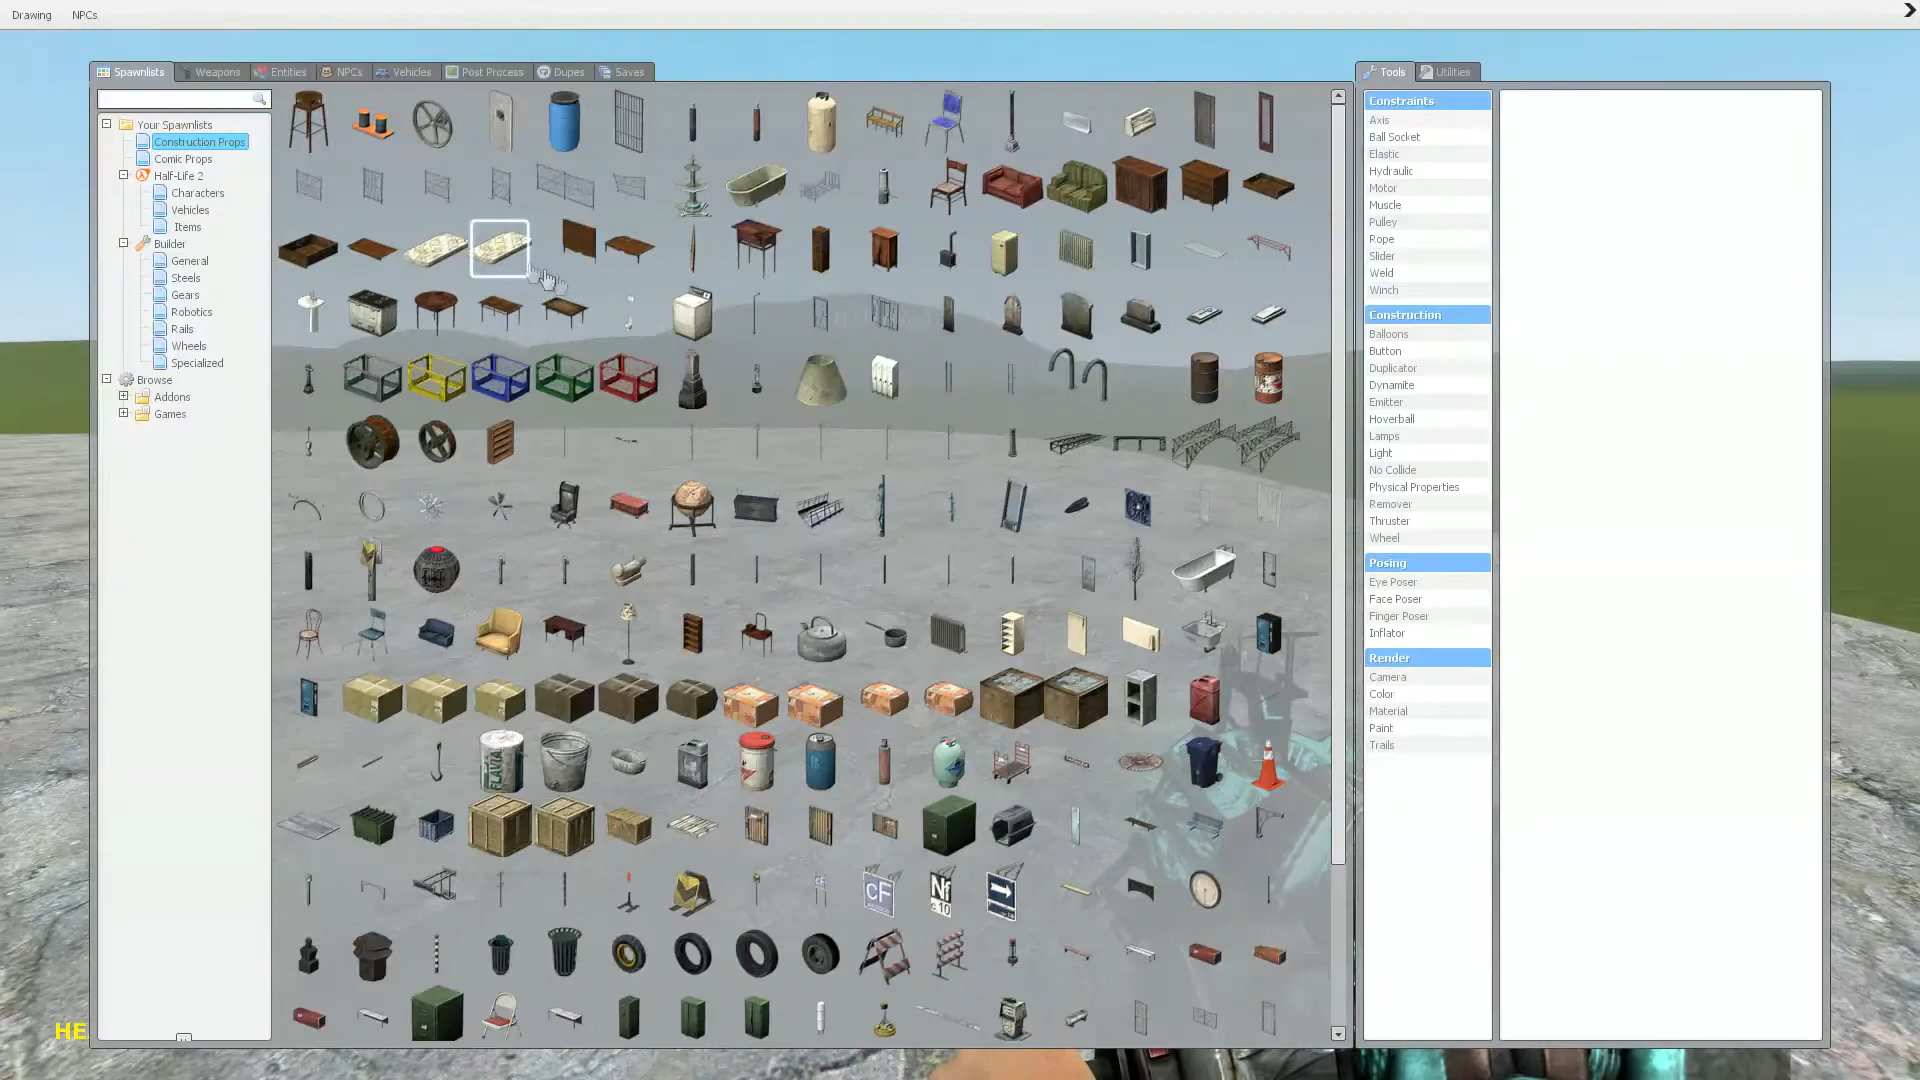 Drawing NPCs
Spawnlists Weapons Entities NPCs Vehicles Post Process Dupes Saves
Tools Utilities
Your Spawnlists
Construction Props
Comic Props
Half-Life 2
Characters
Vehicles
Items
Builder
General
Steels
Gears
Robotics
Rails
Wheels
Specialized
Browse
Addons
Games
FLAVIA
cF
Nf
c 10
HE
Constraints
Axis
Ball Socket
Elastic
Hydraulic
Motor
Muscle
Pulley
Rope
Slider
Weld
Winch
Construction
Balloons
Button
Duplicator
Dynamite
Emitter
Hoverball
Lamps
Light
No Collide
Physical Properties
Remover
Thruster
Wheel
Posing
Eye Poser
Face Poser
Finger Poser
Inflator
Render
Camera
Color
Material
Paint
Trails